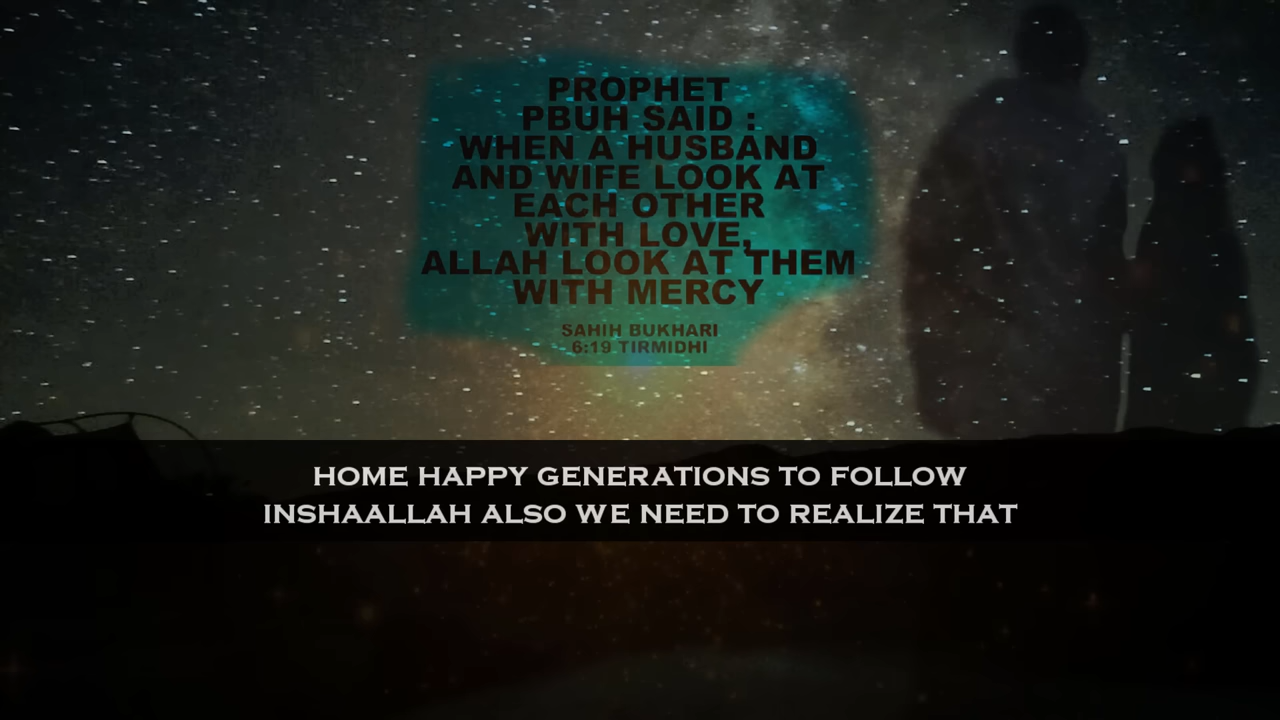 PROPHET
PBUH SAID :
WHEN A HUSBAND
AND WIFE LOOK AT
EACH OTHER
WITH LOVE,
ALLAH LOOK AT THEM
WITH MERCY
SAHIH BUKHARI
6:19 TIRMIDHI
HOME HAPPY GENERATIONS TO FOLLOW
INSHAALLAH ALSO WE NEED TO REALIZE THAT